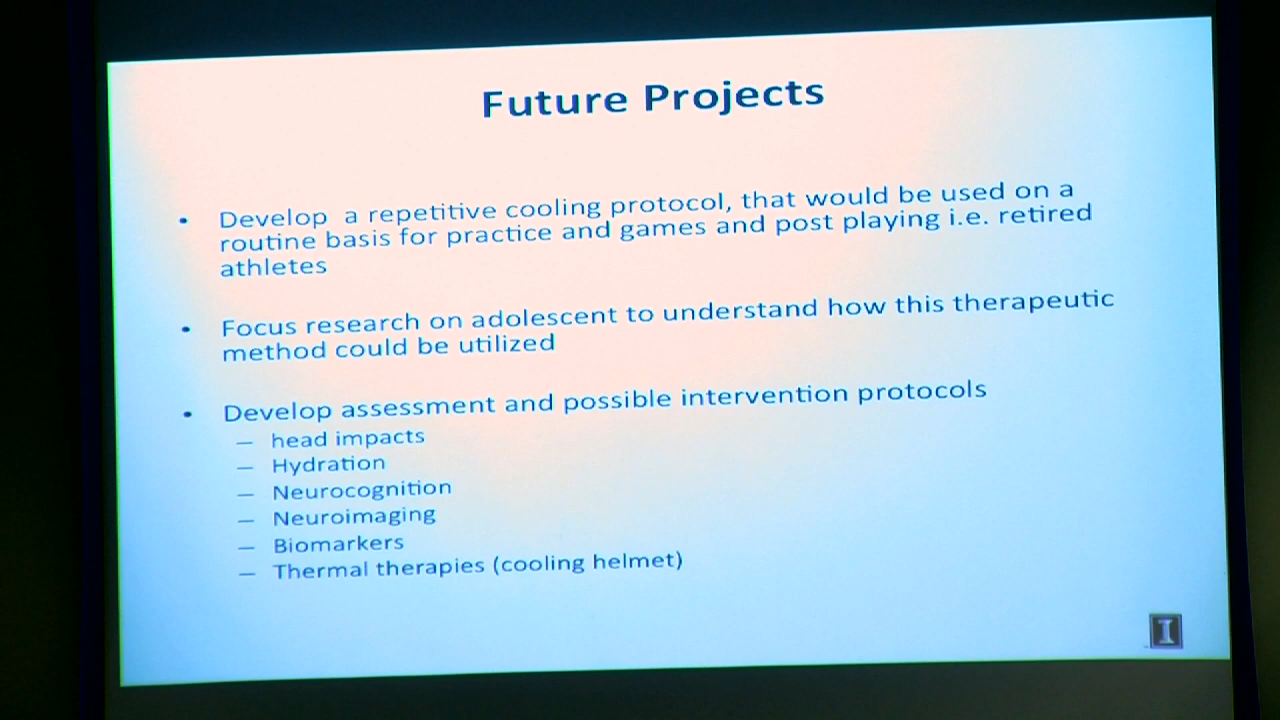 Future Projects
• Develop a repetitive cooling protocol, that would be used on a
routine basis for practice and games and post playing i.e. retired
athletes
• Focus research on adolescent to understand how this therapeutic
method could be utilized
• Develop assessment and possible intervention protocols
– head impacts
– Hydration
– Neurocognition
– Neuroimaging
– Biomarkers
– Thermal therapies (cooling helmet)
I